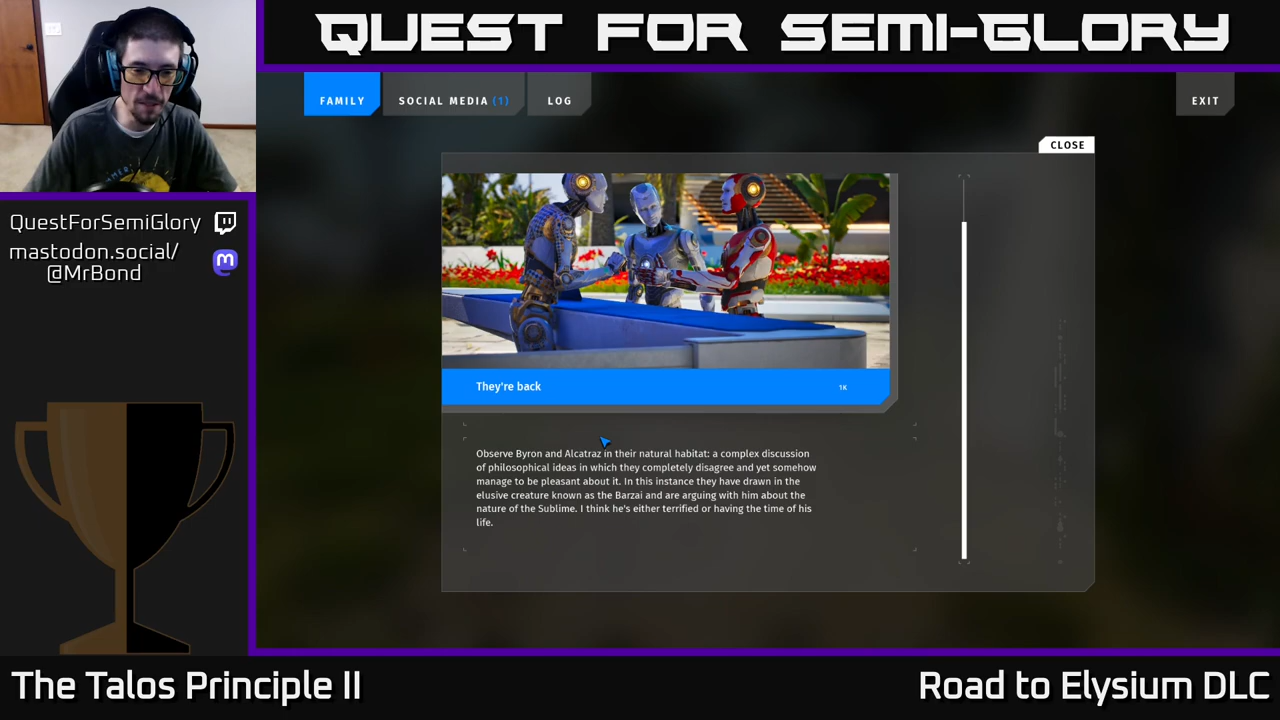 QUEST FOR SEMI-GLORY
FAMILY
SOCIAL MEDIA (1)
LOG
EXIT
CLOSE
QuestForSemiGlory
mastodon.social/
@MrBond
They're back
1K
Observe Byron and Alcatraz in their natural habitat: a complex discussion
of philosophical ideas in which they completely disagree and yet somehow
manage to be pleasant about it. In this instance they have drawn in the
elusive creature known as the Barzai and are arguing with him about the
nature of the Sublime. I think he's either terrified or having the time of his
life.
The Talos Principle II
Road to Elysium DLC